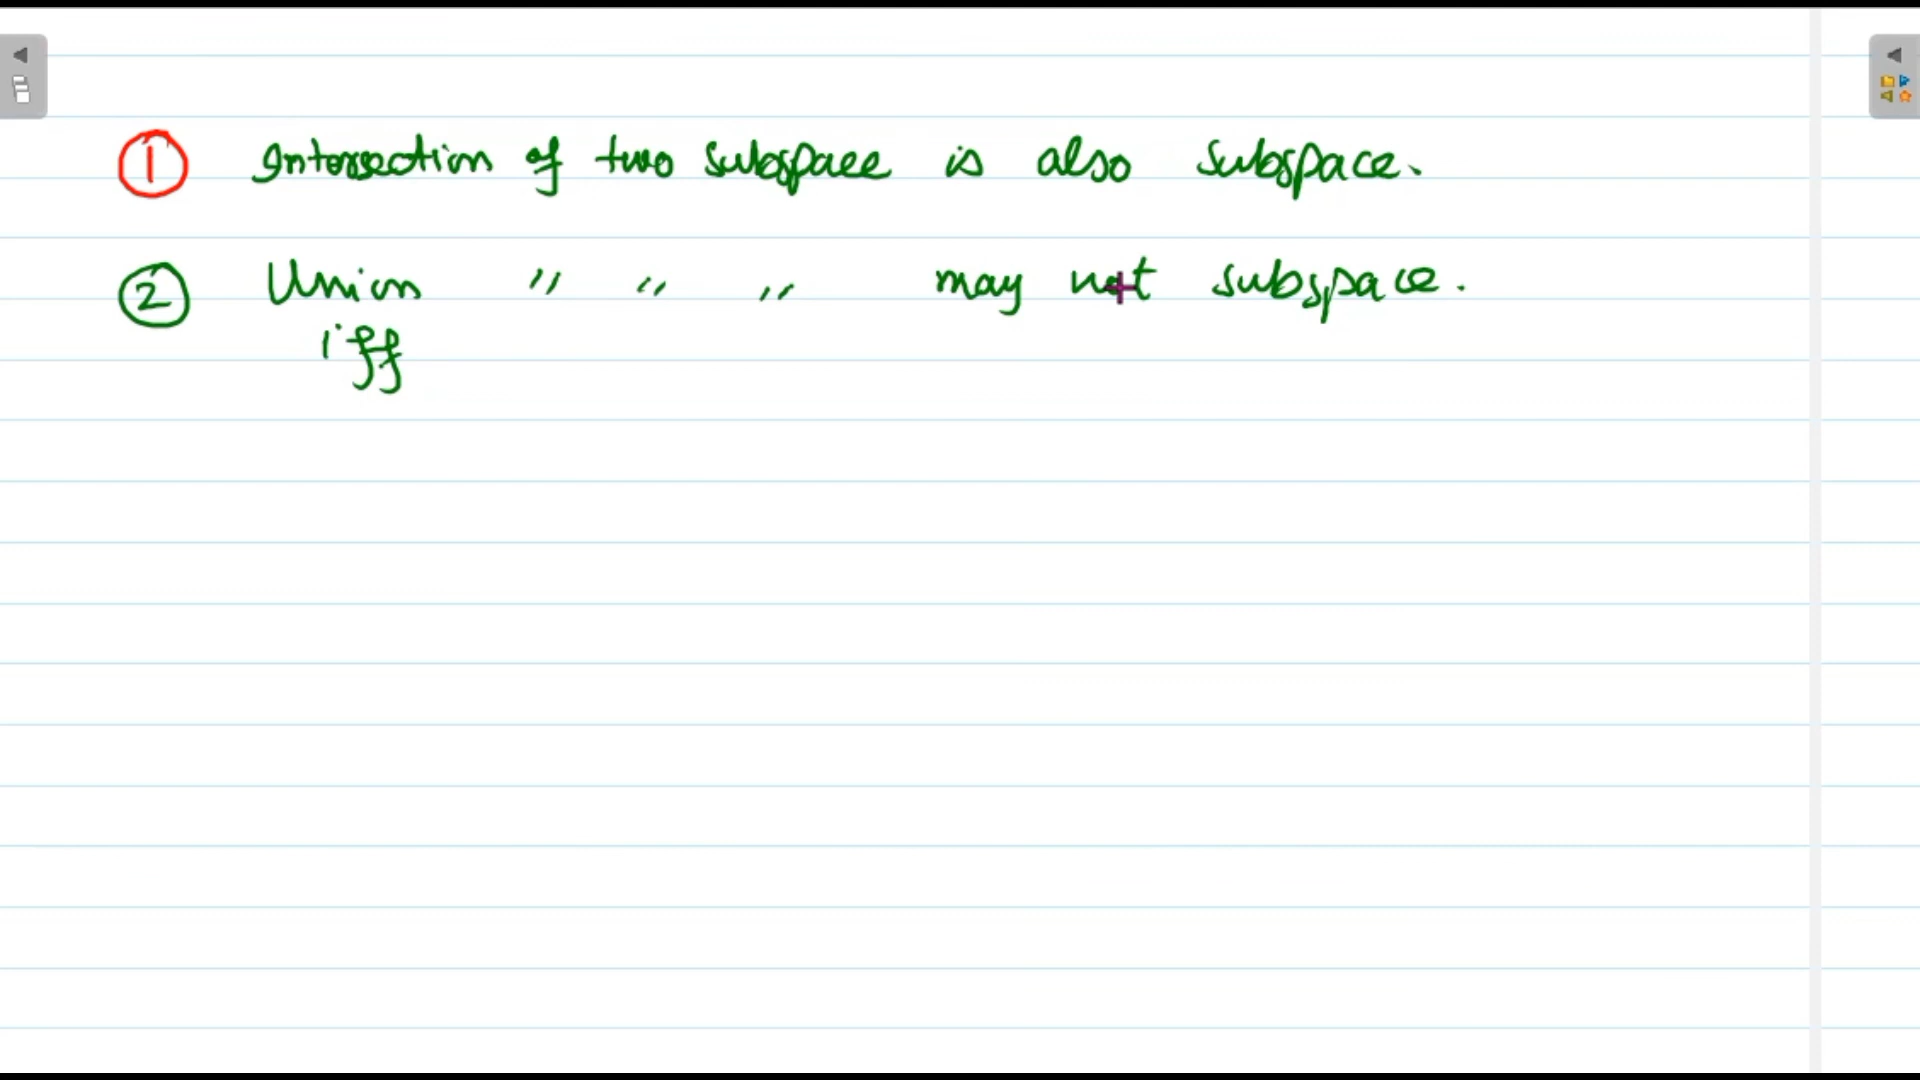 ① Intersection of two subspace is also subspace.
② Union " " " may not subspace.
iff